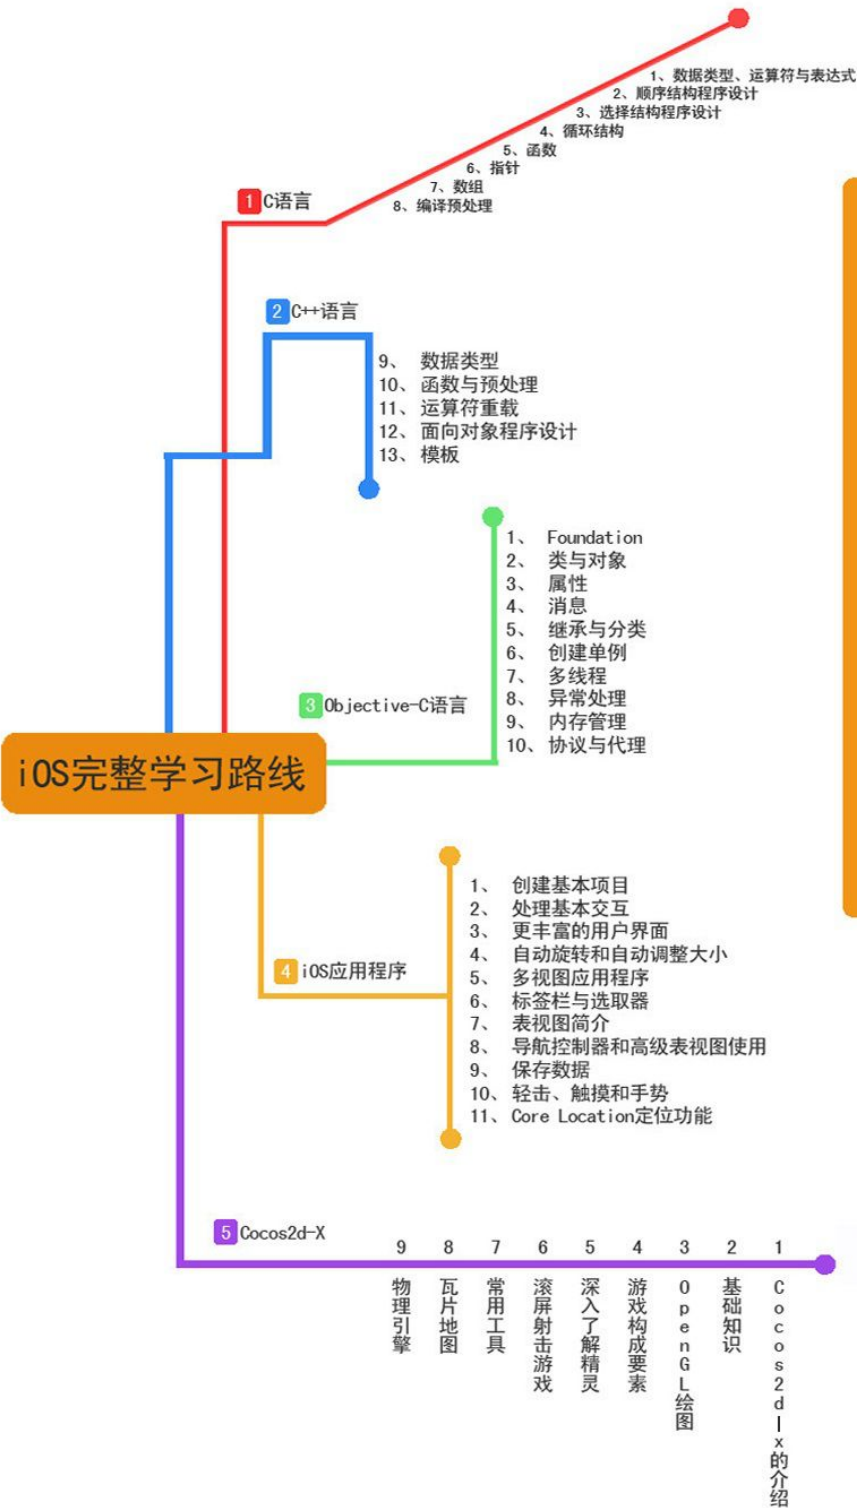 1、数据类型、运算符与表达式
2、顺序结构程序设计
3、选择结构程序设计
4、循环结构
5、函数
6、指针
7、数组
8、编译预处理
1 C语言
2 C++语言
9、 数据类型
10、函数与预处理
11、运算符重载
12、面向对象程序设计
13、模板
1、 Foundation
2、 类与对象
3、 属性
4、 消息
5、 继承与分类
6、 创建单例
7、 多线程
8、 异常处理
9、 内存管理
10、协议与代理
3 Objective-C语言
iOS完整学习路线
1、 创建基本项目
2、 处理基本交互
3、 更丰富的用户界面
4、 自动旋转和自动调整大小
5、 多视图应用程序
6、 标签栏与选取器
7、 表视图简介
8、 导航控制器和高级表视图使用
9、 保存数据
10、轻击、触摸和手势
11、Core Location定位功能
4 iOS应用程序
5 Cocos2d-X
1 Cocos2d-x的介绍
2 基础知识
3 OpenGL绘图
4 游戏构成要素
5 深入了解精灵
6 滚屏射击游戏
7 常用工具
8 瓦片地图
9 物理引擎